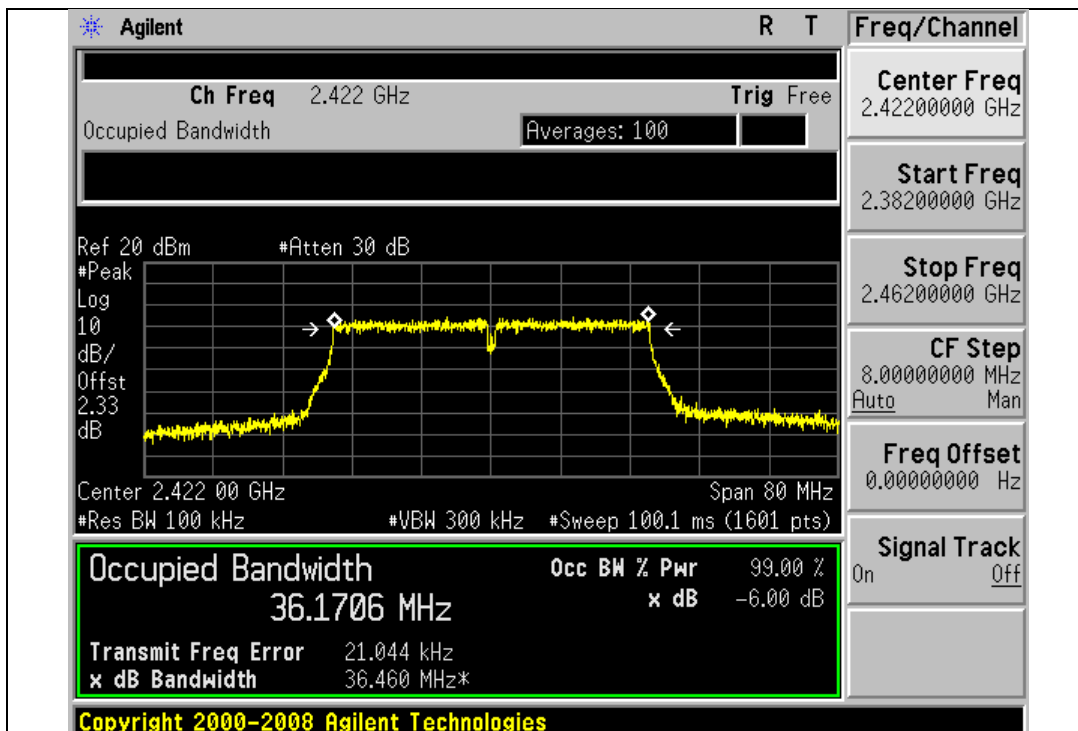 Agilent R T
Ch Freq 2.422 GHz Trig Free
Occupied Bandwidth Averages: 100
Ref 20 dBm #Atten 30 dB
#Peak
Log
10
dB/
Offst
2.33
dB
Center 2.422 00 GHz Span 80 MHz
#Res BW 100 kHz #VBW 300 kHz #Sweep 100.1 ms (1601 pts)
Occupied Bandwidth Occ BW % Pwr 99.00 %
36.1706 MHz x dB -6.00 dB
Transmit Freq Error 21.044 kHz
x dB Bandwidth 36.460 MHz*
Copyright 2000-2008 Agilent Technologies
Freq/Channel
Center Freq
2.42200000 GHz
Start Freq
2.38200000 GHz
Stop Freq
2.46200000 GHz
CF Step
8.00000000 MHz
Auto Man
Freq Offset
0.00000000 Hz
Signal Track
On Off